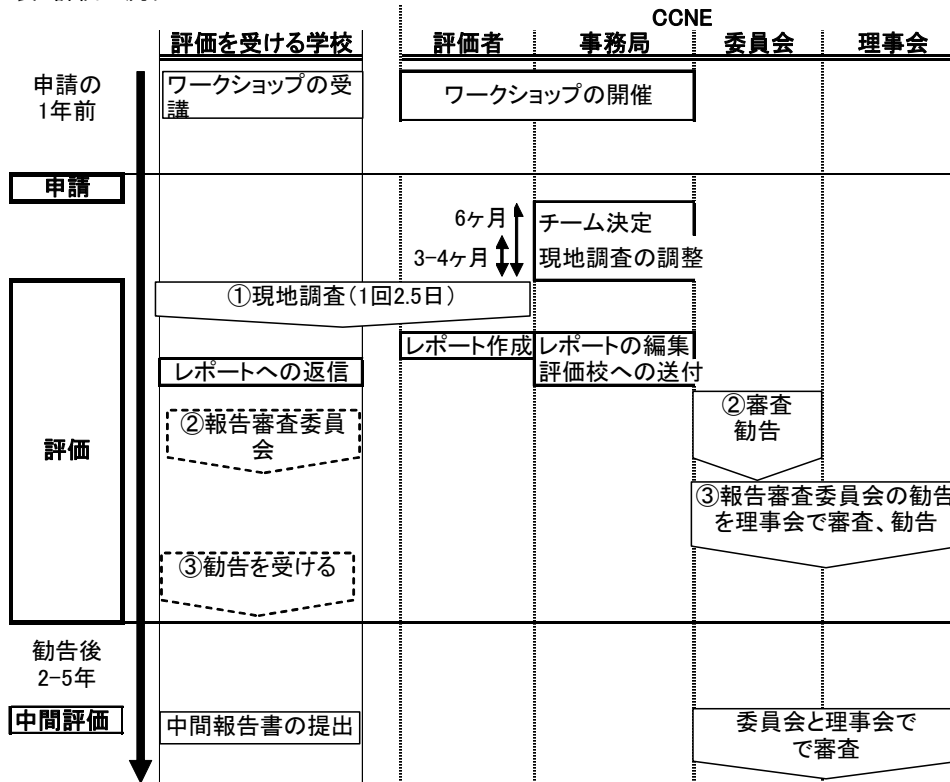 CCNE
評価を受ける学校
評価者
事務局
委員会
理事会
申請の
1年前
ワークショップの受
講
ワークショップの開催
申請
6ヶ月
3-4ヶ月
チーム決定
現地調査の調整
①現地調査(1回2.5日)
レポート作成
レポートの編集
評価校への送付
レポートへの返信
評価
②報告審査委員
会
②審査
勧告
③報告審査委員会の勧告
を理事会で審査、勧告
③勧告を受ける
勧告後
2-5年
中間評価
中間報告書の提出
委員会と理事会で
で審査